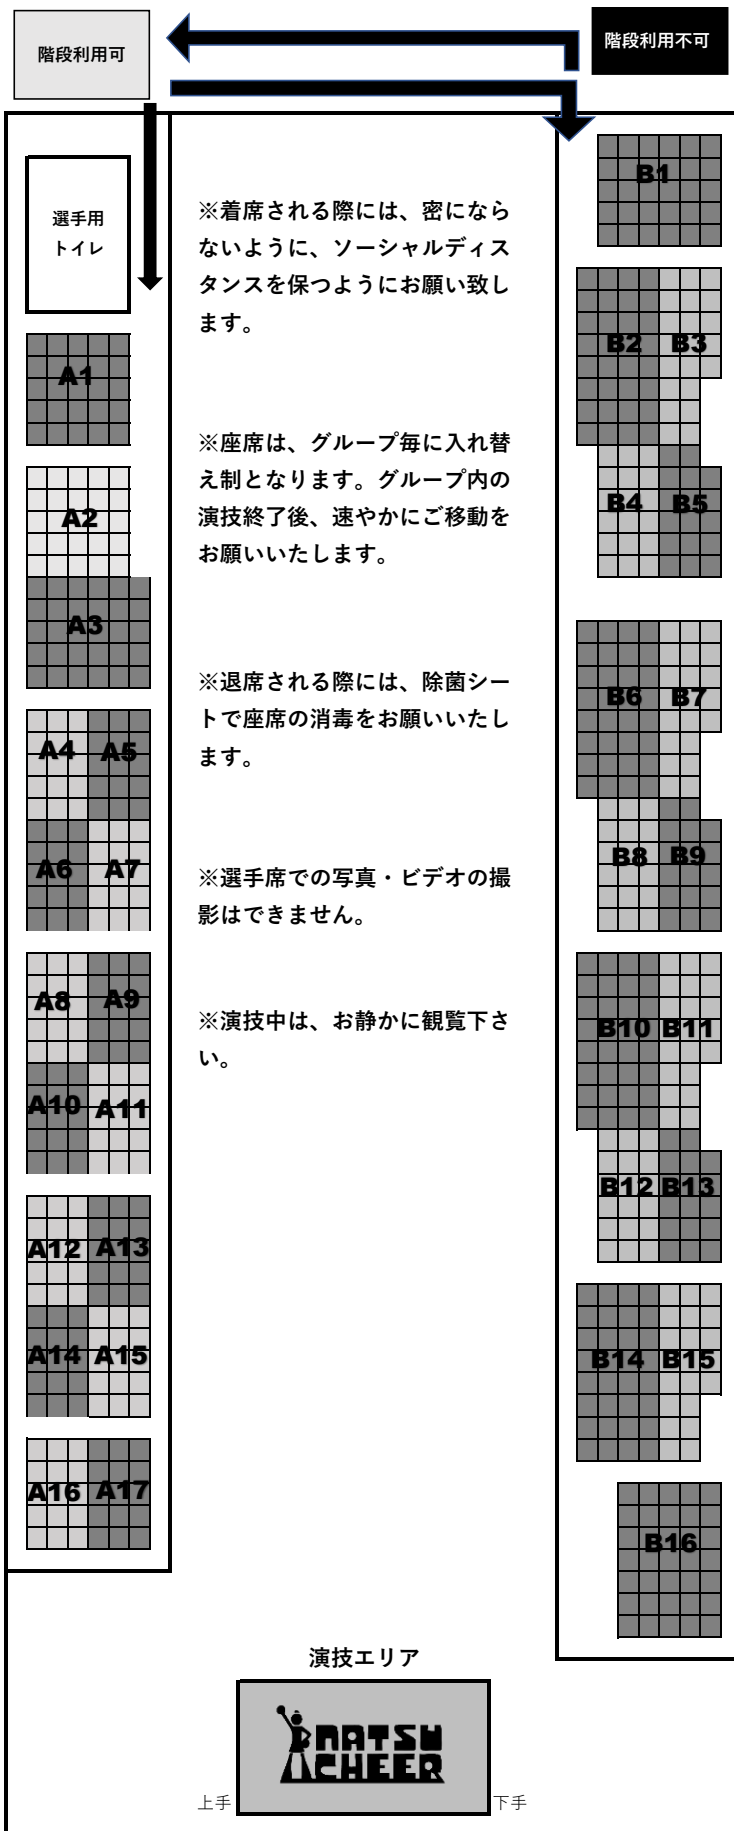 階段利用可
階段利用不可
選手用
トイレ
※着席される際には、密になら
ないように、ソーシャルディス
タンスを保つようにお願い致し
ます。
※座席は、グループ毎に入れ替
え制となります。グループ内の
演技終了後、速やかにご移動を
お願いいたします。
※退席される際には、除菌シー
トで座席の消毒をお願いいたし
ます。
※選手席での写真・ビデオの撮
影はできません。
※演技中は、お静かに観覧下さ
い。
A1
A2
A3
A4 A5
A6 A7
A8 A9
A10 A11
A12 A13
A14 A15
A16 A17
B1
B2 B3
B4 B5
B6 B7
B8 B9
B10 B11
B12 B13
B14 B15
B16
演技エリア
NATSU
CHEER
上手
下手